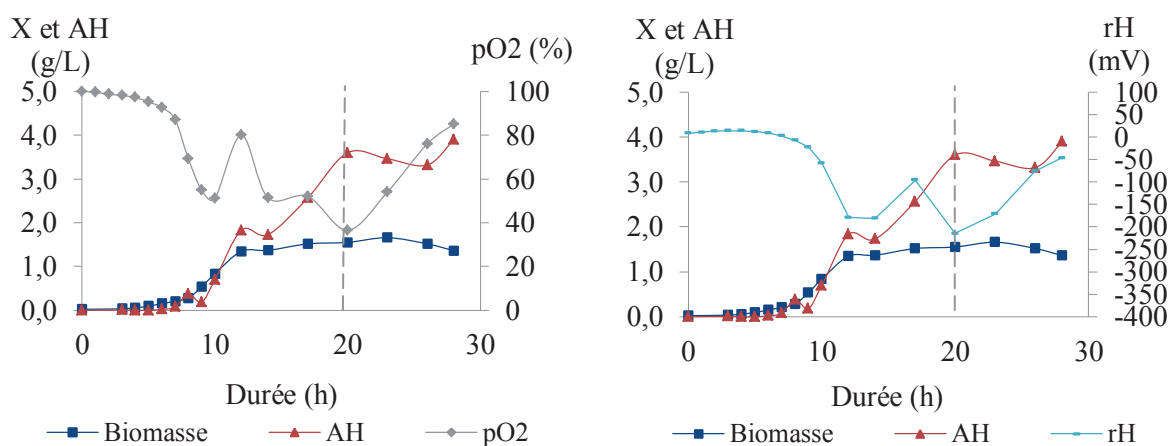 X et AH
(g/L)
pO2 (%)
5,0
4,0
3,0
2,0
1,0
0,0
100
80
60
40
20
0
0
10
20
30
Durée (h)
Biomasse
AH
pO2
X et AH
(g/L)
rH
(mV)
5,0
4,0
3,0
2,0
1,0
0,0
100
50
0
-50
-100
-150
-200
-250
-300
-350
-400
0
10
20
30
Durée (h)
Biomasse
AH
rH